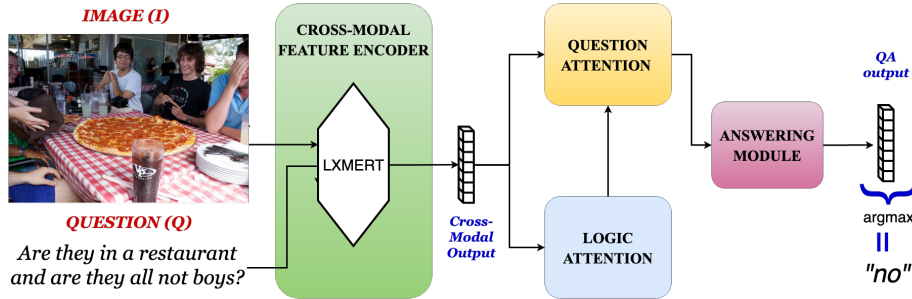 IMAGE (I)
QUESTION (Q)
Are they in a restaurant
and are they all not boys?
CROSS-MODAL
FEATURE ENCODER
LXMERT
Cross-
Modal
Output
QUESTION
ATTENTION
LOGIC
ATTENTION
ANSWERING
MODULE
QA
output
argmax
"no"